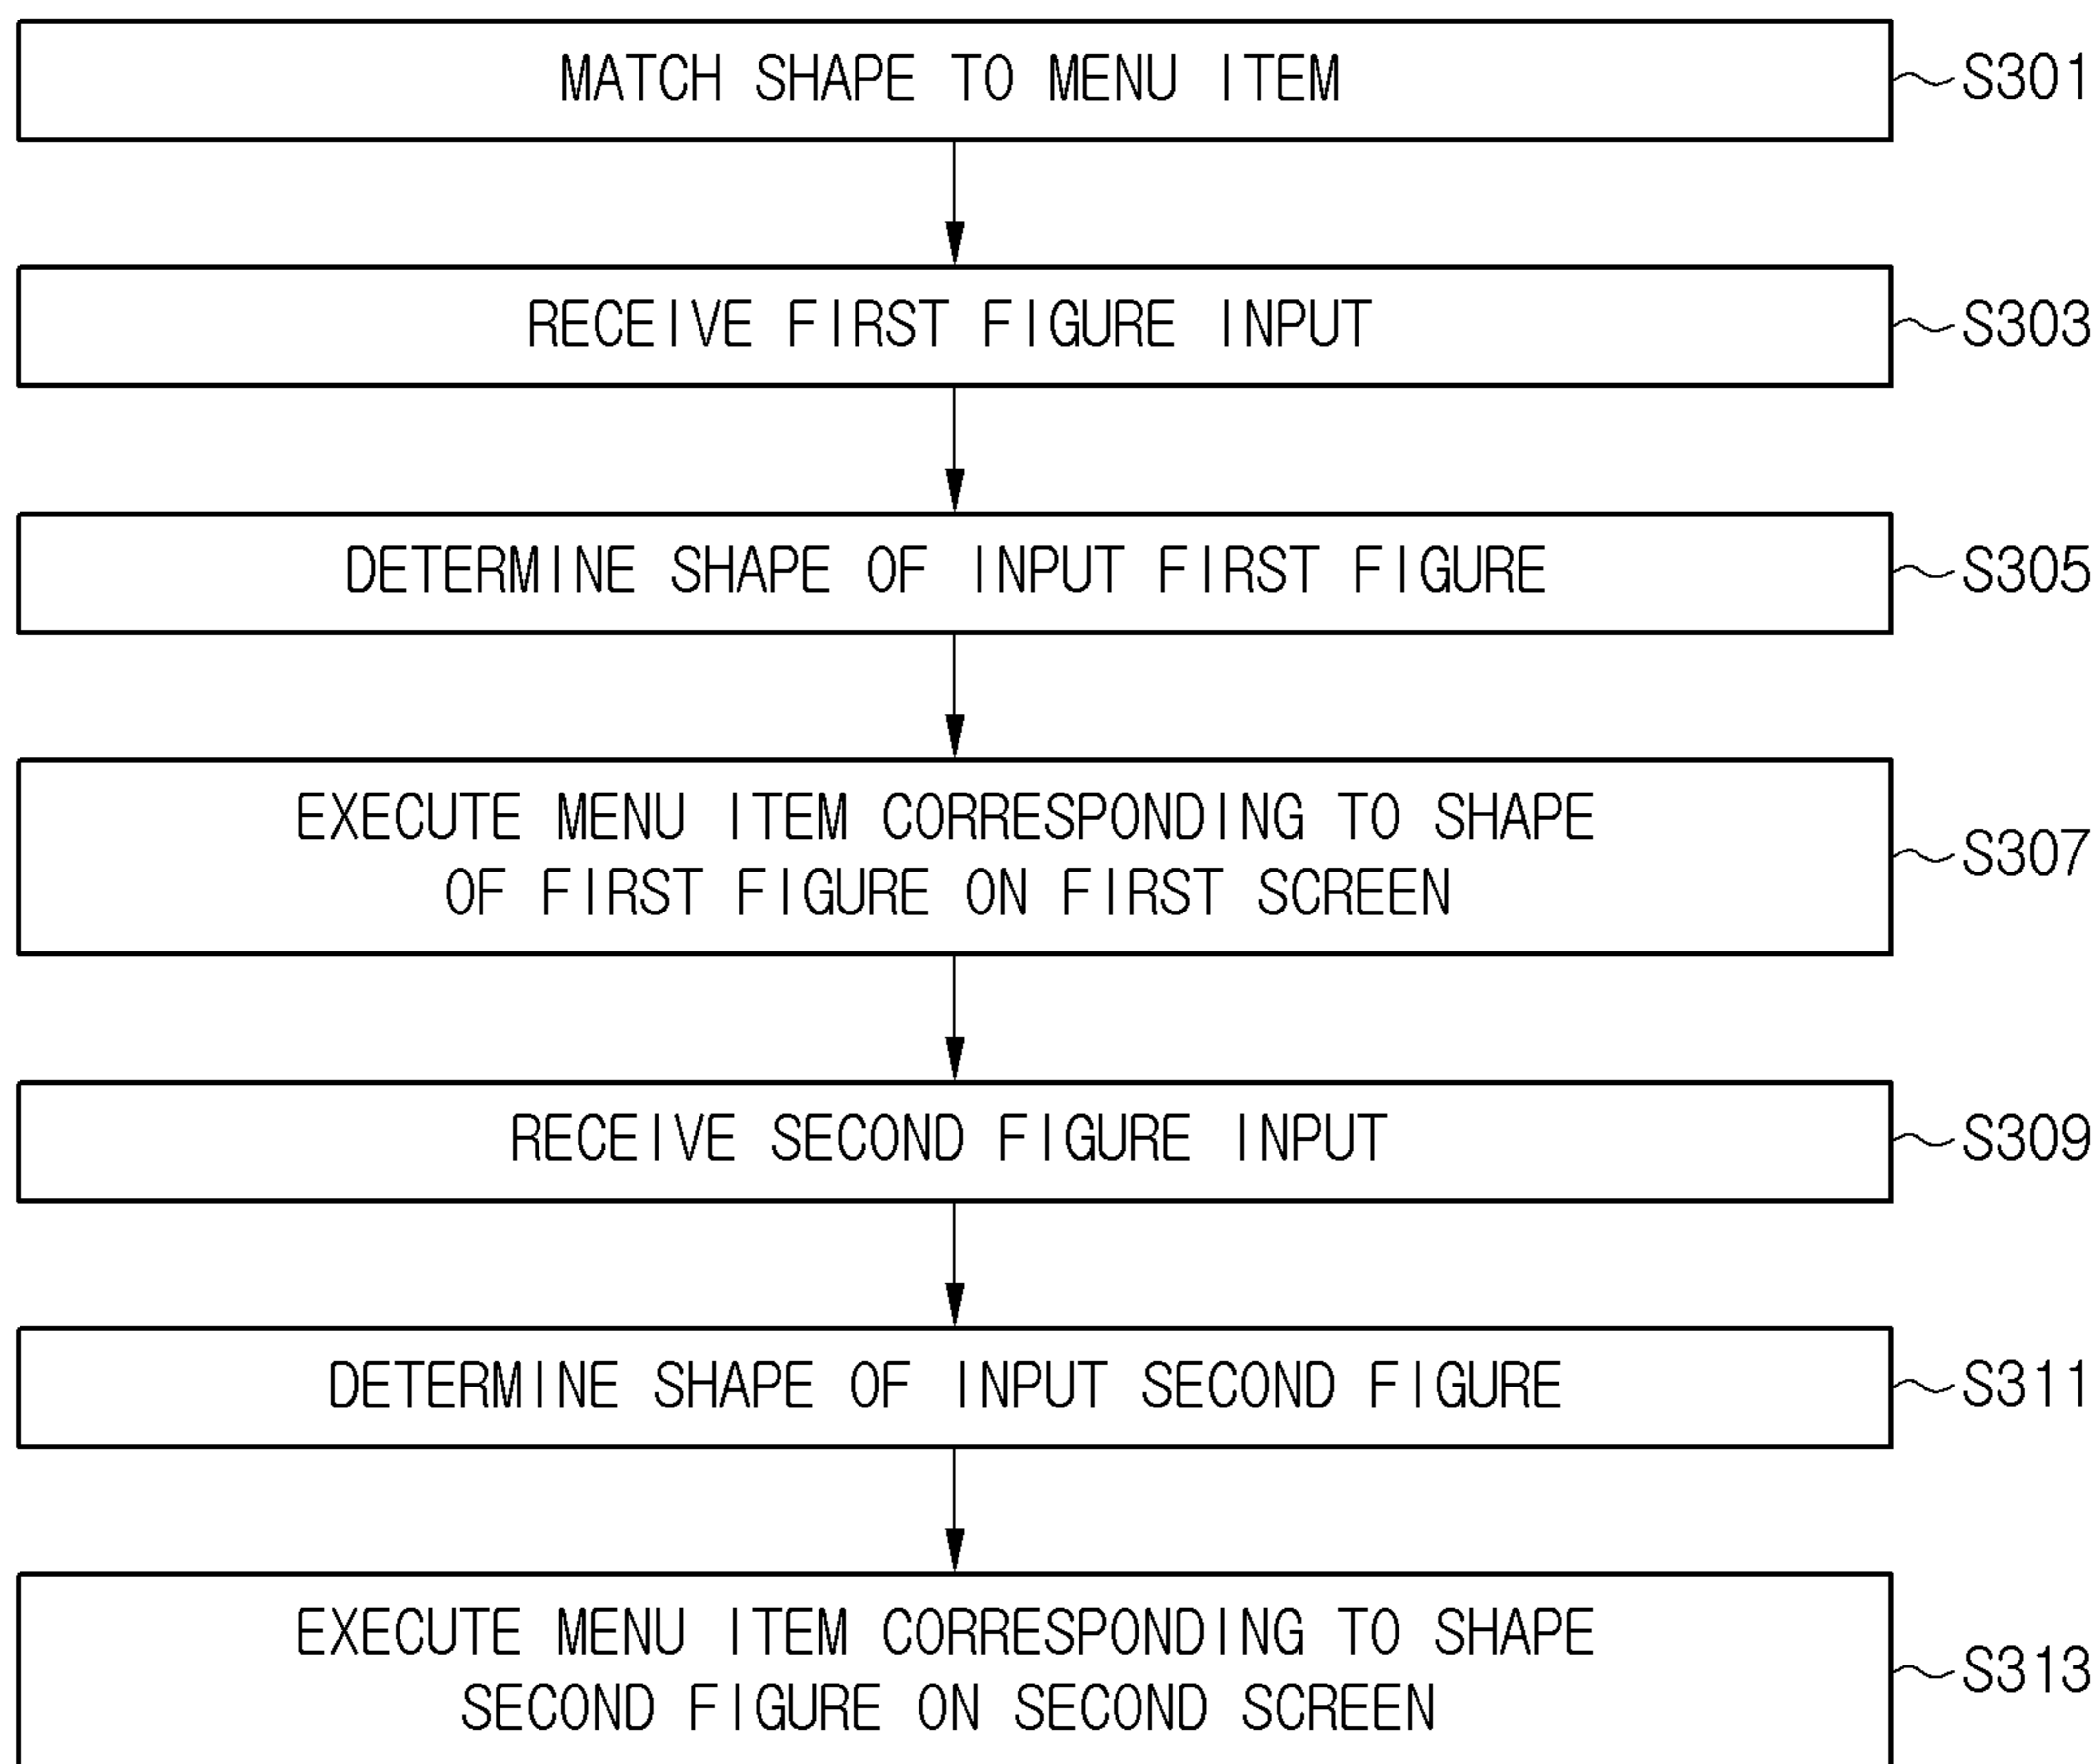 MATCH SHAPE TO MENU ITEM
S301
RECEIVE FIRST FIGURE INPUT
S303
DETERMINE SHAPE OF INPUT FIRST FIGURE
S305
EXECUTE MENU ITEM CORRESPONDING TO SHAPE
OF FIRST FIGURE ON FIRST SCREEN
S307
RECEIVE SECOND FIGURE INPUT
S309
DETERMINE SHAPE OF INPUT SECOND FIGURE
S311
EXECUTE MENU ITEM CORRESPONDING TO SHAPE
SECOND FIGURE ON SECOND SCREEN
S313